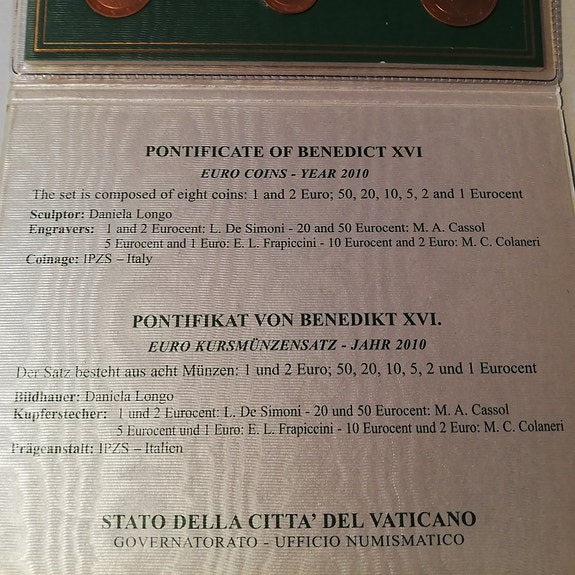 PONTIFICATE OF BENEDICT XVI
EURO COINS - YEAR 2010
The set is composed of eight coins: 1 and 2 Euro; 50, 20, 10, 5, 2 and 1 Eurocent
Sculptor: Daniela Longo
Engravers: 1 and 2 Eurocent: L. De Simoni - 20 und 50 Eurocent: M. A. Cassol
5 Eurocent and 1 Euro: E. L. Frapiccini - 10 Eurocent and 2 Euro: M. C. Colaneri
Coinage: IPZS – Italy
PONTIFIKAT VON BENEDIKT XVI.
EURO KURSMÜNZENSATZ - JAHR 2010
Der Satz besteht aus acht Münzen: 1 und 2 Euro; 50, 20, 10, 5, 2 und 1 Eurocent
Bildhauer: Daniela Longo
Kupferstecher: 1 und 2 Eurocent: L. De Simoni - 20 und 50 Eurocent: M. A. Cassol
5 Eurocent und 1 Euro: E. L. Frapiccini - 10 Eurocent und 2 Euro: M. C. Colaneri
Prägeanstalt: IPZS – Italien
STATO DELLA CITTA' DEL VATICANO
GOVERNATORATO - UFFICIO NUMISMATICO